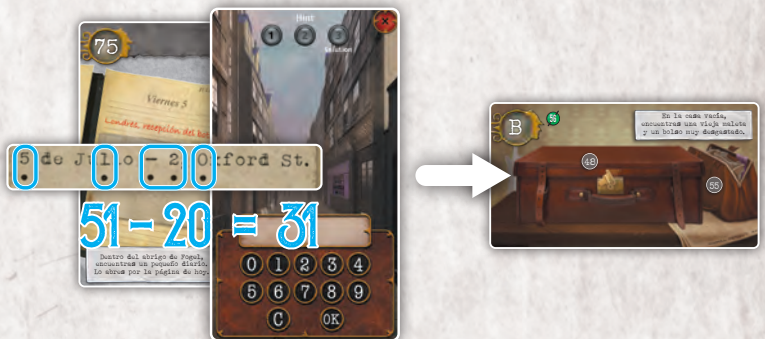 75
Viernes 5
Londres, recepción del
5 de Julio - 2 Oxford St.
51 - 20 = 31
Dentro del abrigo de Fogel,
encuentras un pequeño diario.
Lo abres por la página de hoy.
Hint
1 2 3
Solution
0 1 2 3 4
5 6 7 8 9
C OK
B
En la casa vacía,
encuentras una vieja maleta
y un bolso muy desgastado.
48
55